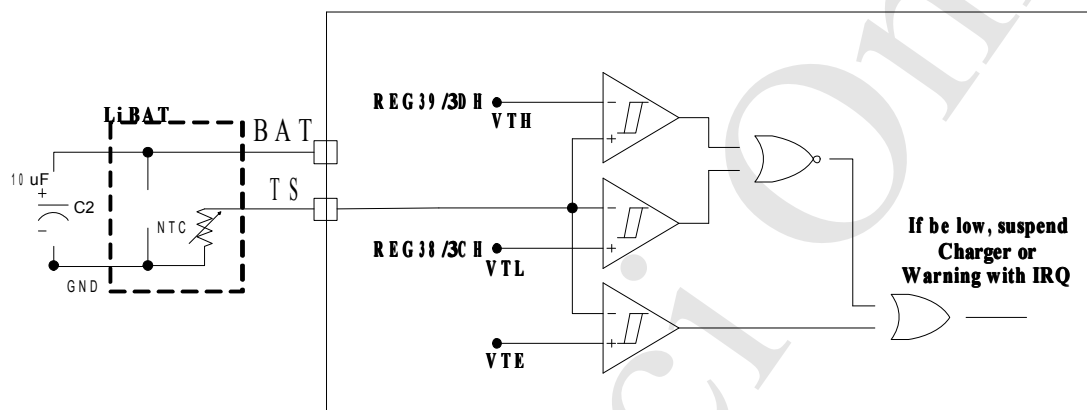 LiBAT
BAT
TS
10 uF
+
C2
-
NTC
GND
REG39/3DH
VTH
-
+
REG38/3CH
VTL
-
+
VTE
-
+
If be low, suspend
Charger or
Warning with IRQ